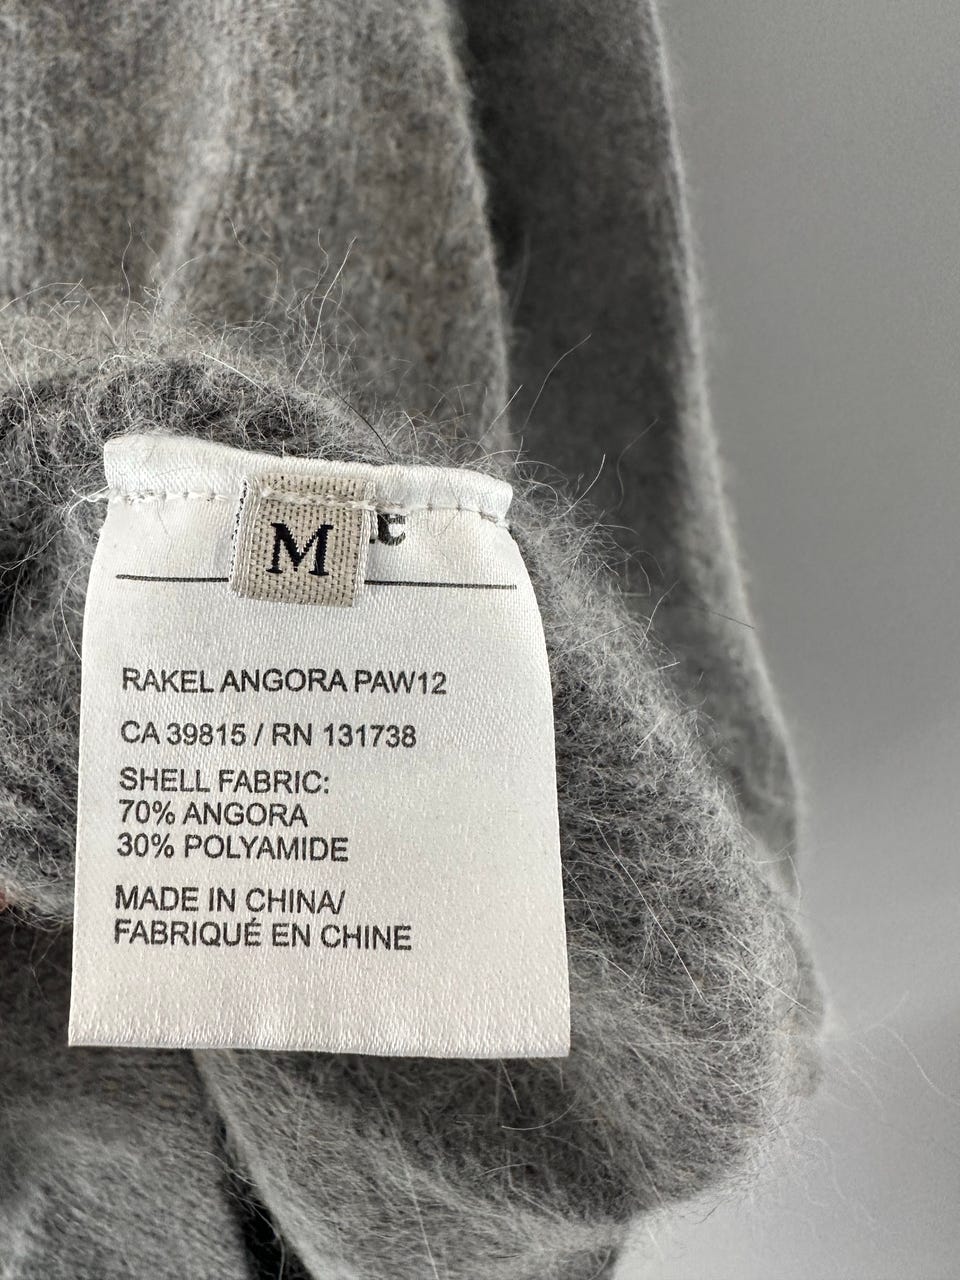 M
RAKEL ANGORA PAW12
CA 39815 / RN 131738
SHELL FABRIC:
70% ANGORA
30% POLYAMIDE
MADE IN CHINA/
FABRIQUÉ EN CHINE